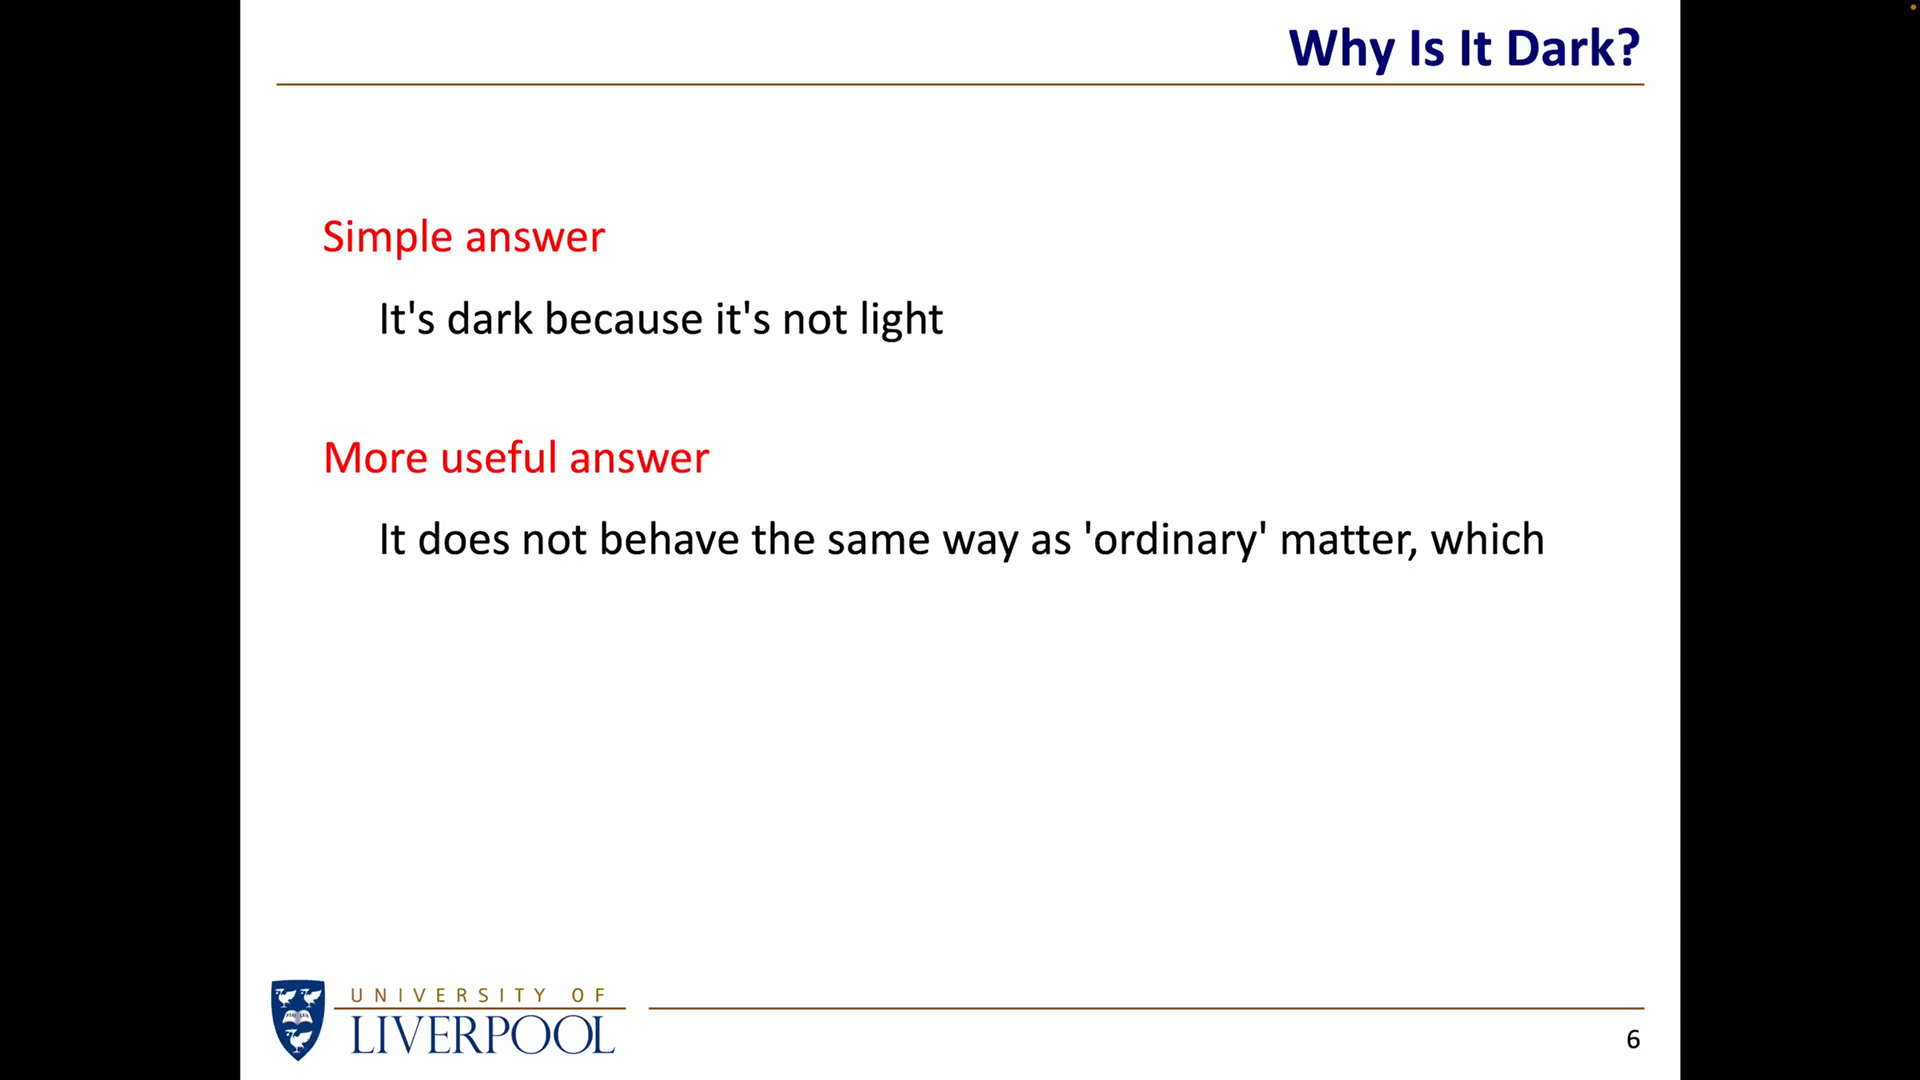 Why Is It Dark?
Simple answer
It's dark because it's not light
More useful answer
It does not behave the same way as 'ordinary' matter, which
UNIVERSITY OF
LIVERPOOL
6